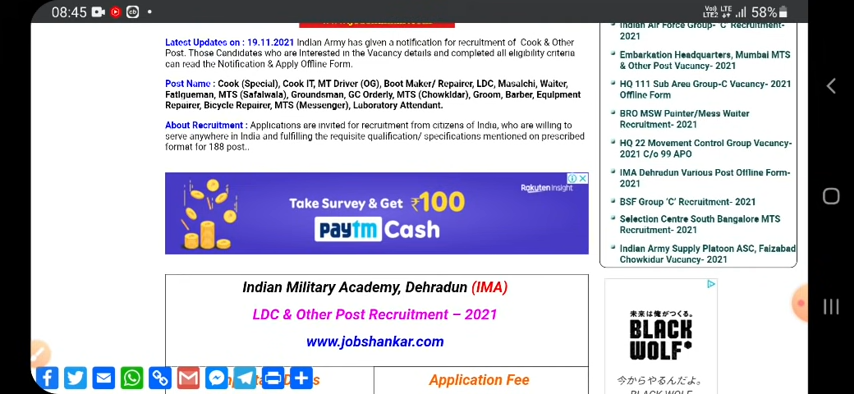 08:45
Vo) LTE
LTE2
58%
Latest Updates on : 19.11.2021 Indian Army has given a notification for recruitment of Cook & Other
Post. Those Candidates who are Interested in the Vacancy details and completed all eligibility criteria
can read the Notification & Apply Offline Form.
Post Name : Cook (Special), Cook IT, MT Driver (OG), Boot Maker/ Repairer, LDC, Masalchi, Waiter,
Fatiqueman, MTS (Safaiwala), Groundsman, GC Orderly, MTS (Chowkidar), Groom, Barber, Equipment
Repairer, Bicycle Repairer, MTS (Messenger), Laboratory Attendant.
About Recruitment : Applications are invited for recruitment from citizens of India, who are willing to
serve anywhere in India and fulfilling the requisite qualification/ specifications mentioned on prescribed
format for 188 post..
Take Survey & Get ₹100
paytm Cash
Rakuten Insight
Indian Military Academy, Dehradun (IMA)
LDC & Other Post Recruitment – 2021
www.jobshankar.com
Application Fee
Indian Air Force Group-'C' Recruitment-
2021
Embarkation Headquarters, Mumbai MTS
& Other Post Vacancy- 2021
HQ 111 Sub Area Group-C Vacancy- 2021
Offline Form
BRO MSW Painter/Mess Waiter
Recruitment- 2021
HQ 22 Movement Control Group Vacancy-
2021 C/o 99 APO
IMA Dehradun Various Post Offline Form-
2021
BSF Group 'C' Recruitment- 2021
Selection Centre South Bangalore MTS
Recruitment- 2021
Indian Army Supply Platoon ASC, Faizabad
Chowkidar Vacancy- 2021
未来は俺がつくる。
BLACK
WOLF
今からやるんだよ。